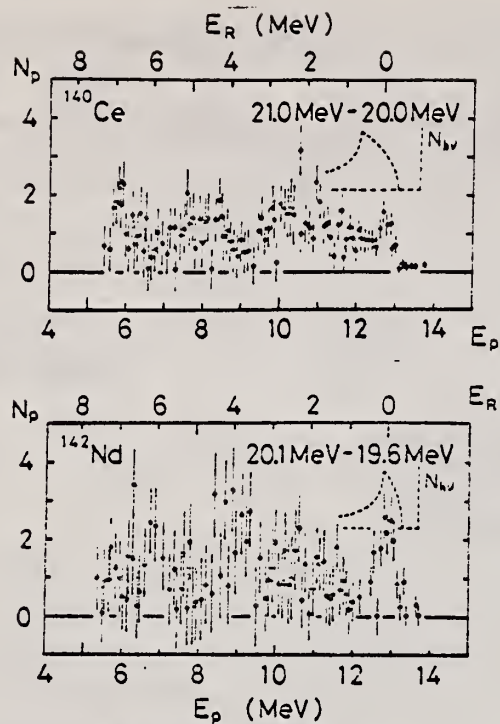 E_R (MeV)
8 6 4 2 0
N_p
¹⁴⁰Ce 21.0MeV-20.0MeV
N_hν
4
2
0
4 6 8 10 12 14
E_p
8 6 4 2 0
E_R
N_p
¹⁴²Nd 20.1MeV-19.6MeV
N_hν
4
2
0
4 6 8 10 12 14
E_p (MeV)